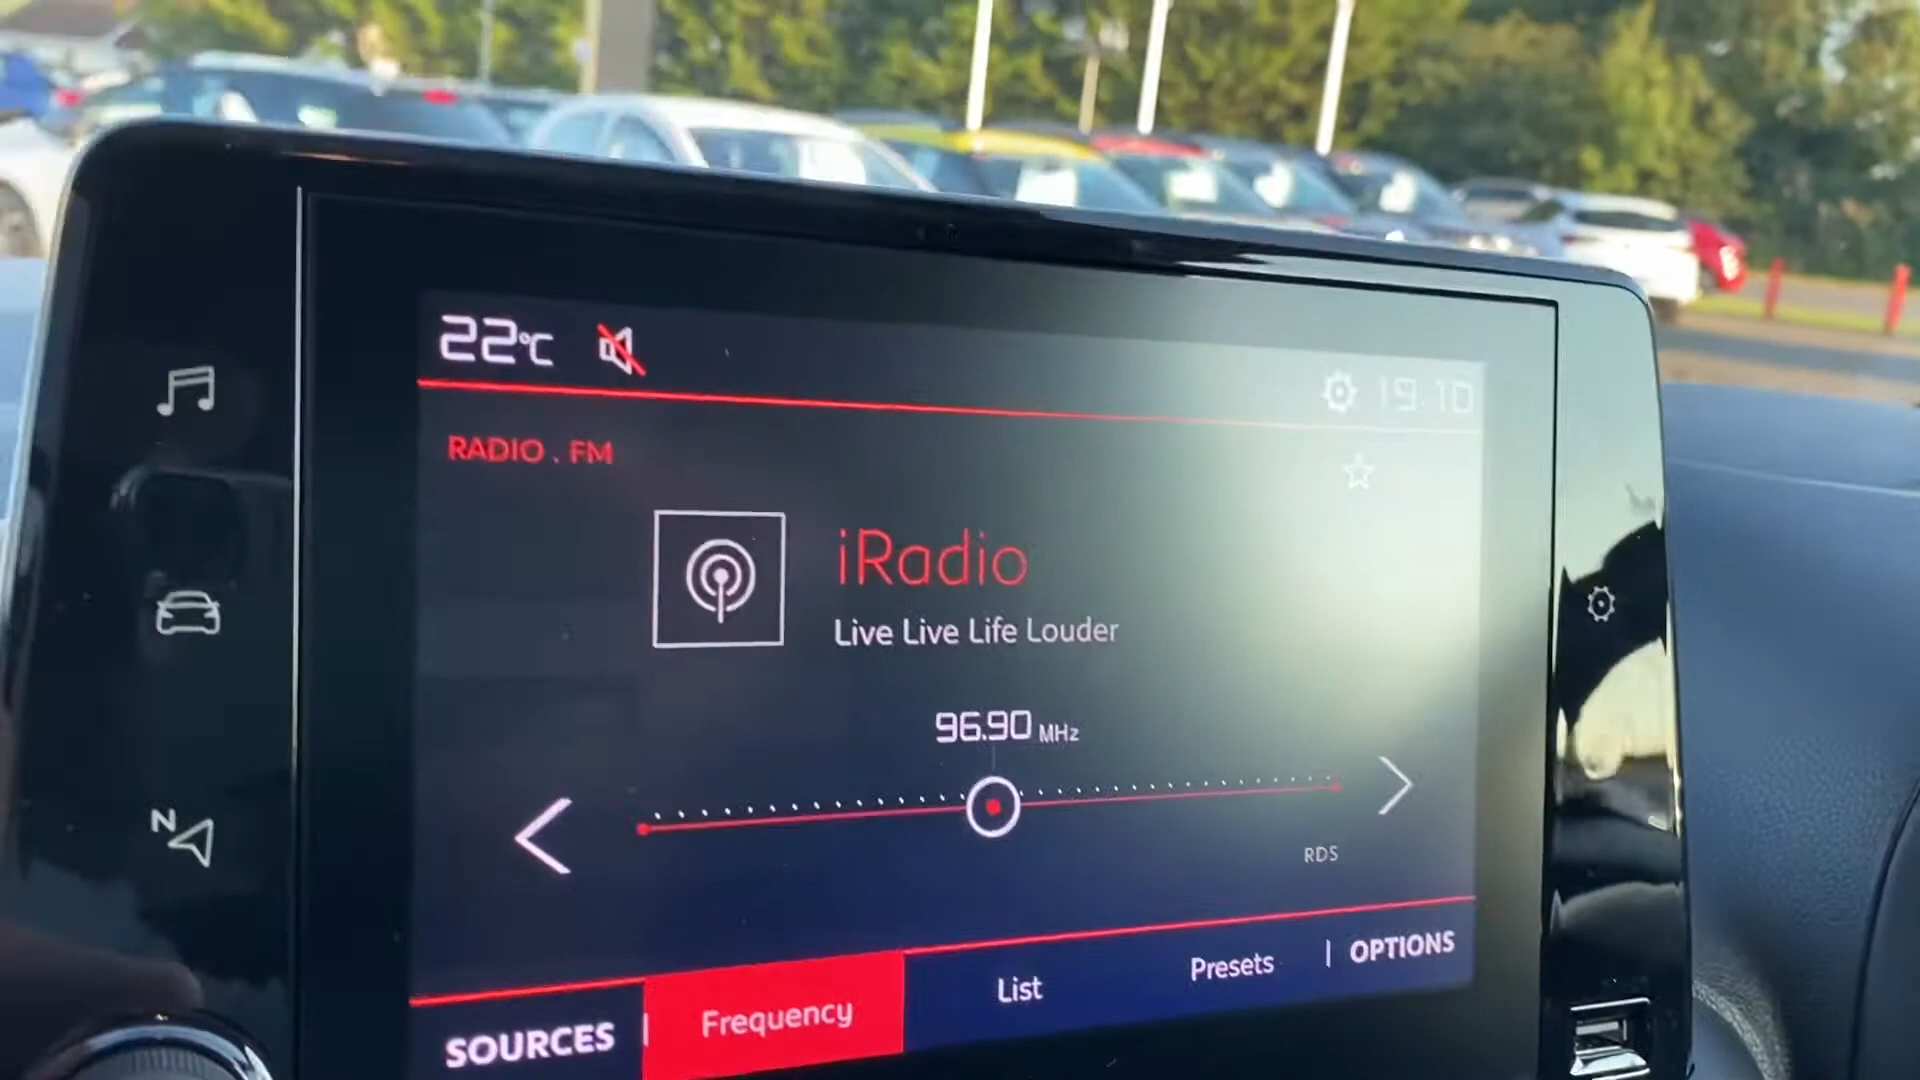 22°C
19:10
RADIO . FM
iRadio
Live Live Life Louder
96.90 MHz
N
RDS
SOURCES | Frequency List Presets | OPTIONS